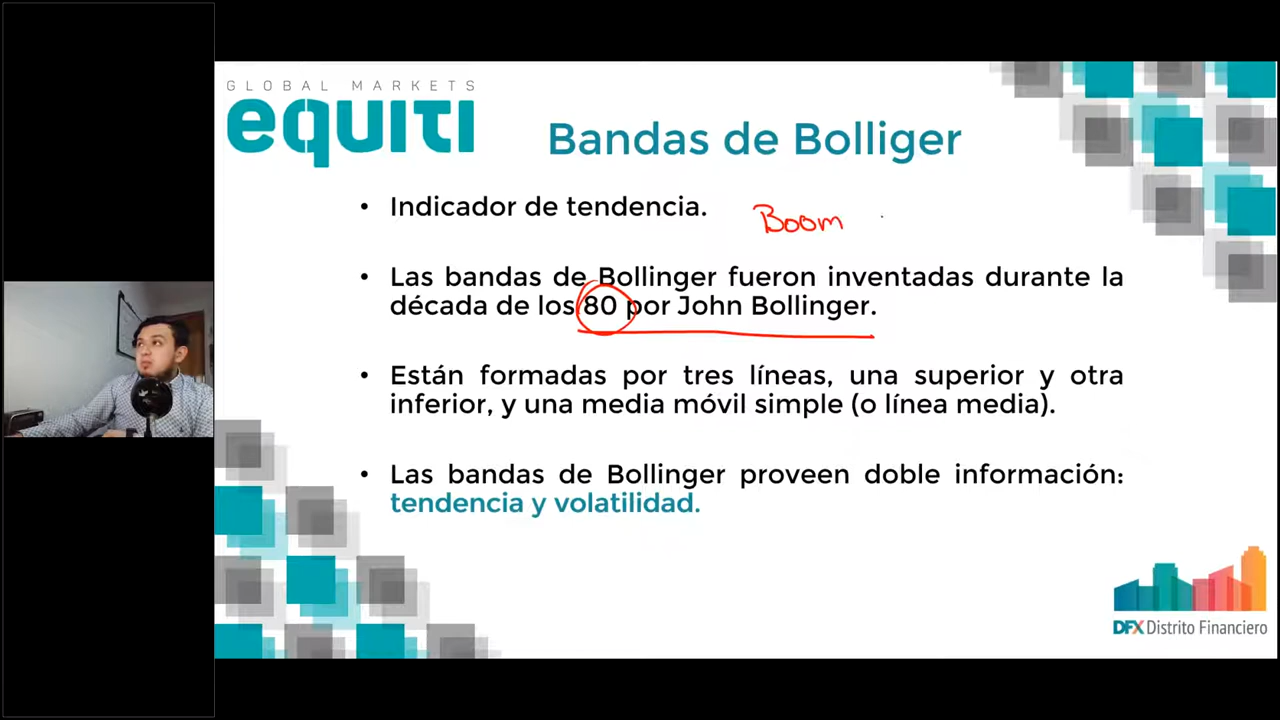 GLOBAL MARKETS
equiti
Bandas de Bolliger
• Indicador de tendencia.
Boom
• Las bandas de Bollinger fueron inventadas durante la
década de los 80 por John Bollinger.
• Están formadas por tres líneas, una superior y otra
inferior, y una media móvil simple (o línea media).
• Las bandas de Bollinger proveen doble información:
tendencia y volatilidad.
DFX Distrito Financiero